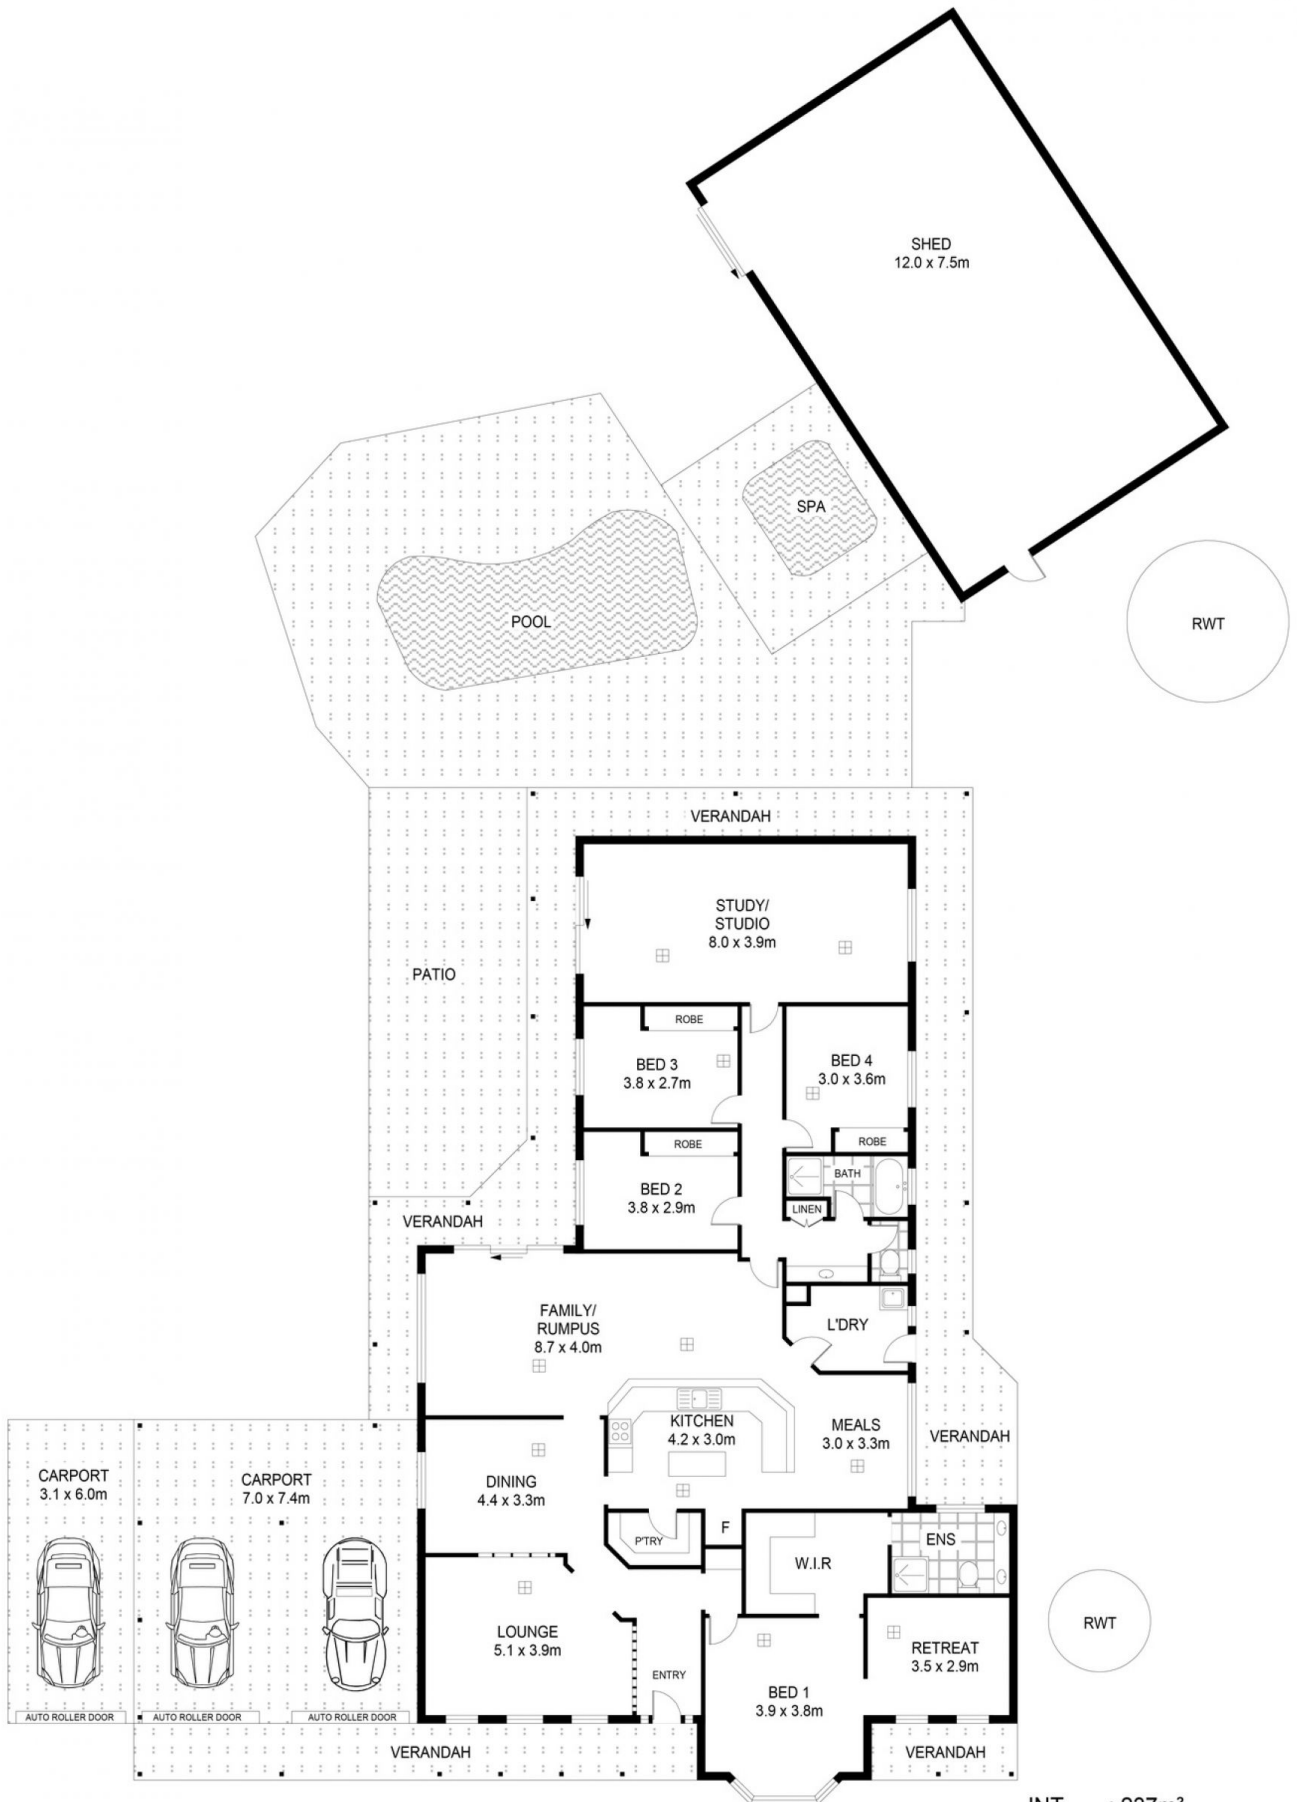 SHED
12.0 x 7.5m
SPA
POOL
RWT
VERANDAH
STUDY/
STUDIO
8.0 x 3.9m
PATIO
ROBE
BED 3
3.8 x 2.7m
BED 4
3.0 x 3.6m
ROBE
ROBE
BATH
BED 2
3.8 x 2.9m
LINEN
VERANDAH
FAMILY/
RUMPUS
8.7 x 4.0m
L'DRY
KITCHEN
4.2 x 3.0m
MEALS
3.0 x 3.3m
VERANDAH
CARPORT
3.1 x 6.0m
CARPORT
7.0 x 7.4m
DINING
4.4 x 3.3m
P'TRY
F
ENS
W.I.R
LOUNGE
5.1 x 3.9m
RETREAT
3.5 x 2.9m
RWT
ENTRY
BED 1
3.9 x 3.8m
AUTO ROLLER DOOR
AUTO ROLLER DOOR
AUTO ROLLER DOOR
VERANDAH
VERANDAH